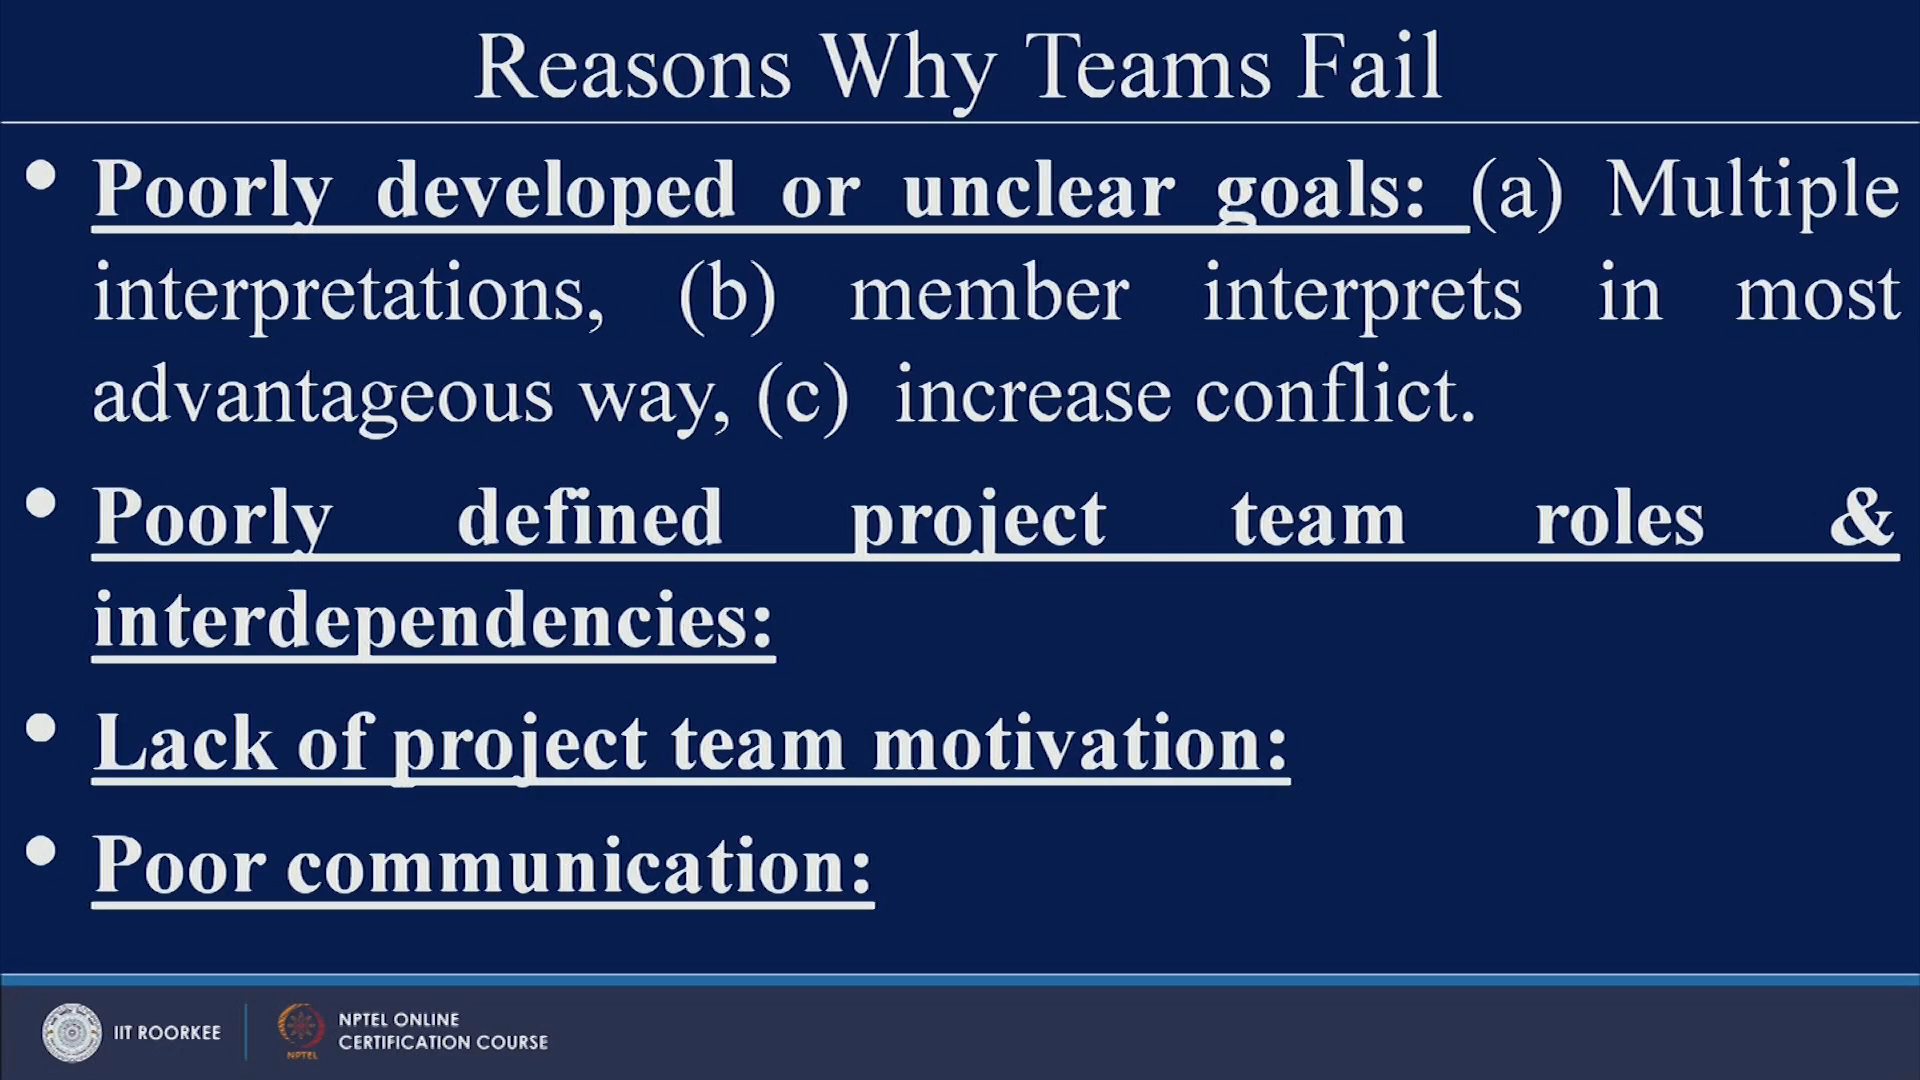 Reasons Why Teams Fail
• Poorly developed or unclear goals: (a) Multiple
interpretations, (b) member interprets in most
advantageous way, (c) increase conflict.
• Poorly defined project team roles &
interdependencies:
• Lack of project team motivation:
• Poor communication:
IIT ROORKEE
NPTEL
NPTEL ONLINE
CERTIFICATION COURSE